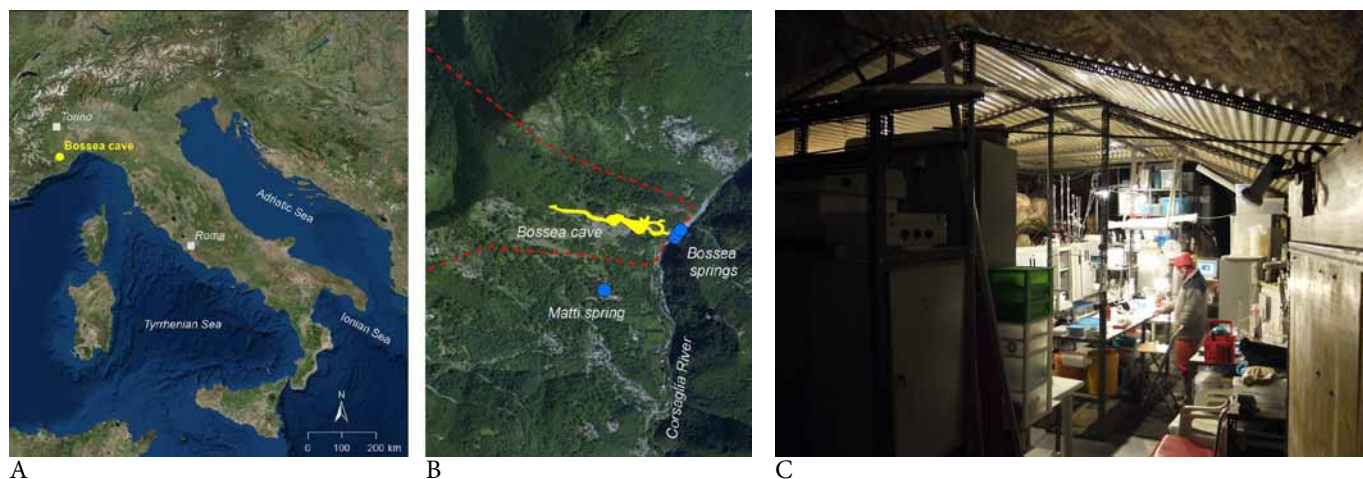 Torino
Bossea cave
Adriatic Sea
Roma
Tyrrhenian Sea
Ionian Sea
N
0 100 200 km
A
Bossea cave
Bossea
springs
Matti spring
Corsaglia River
B
C